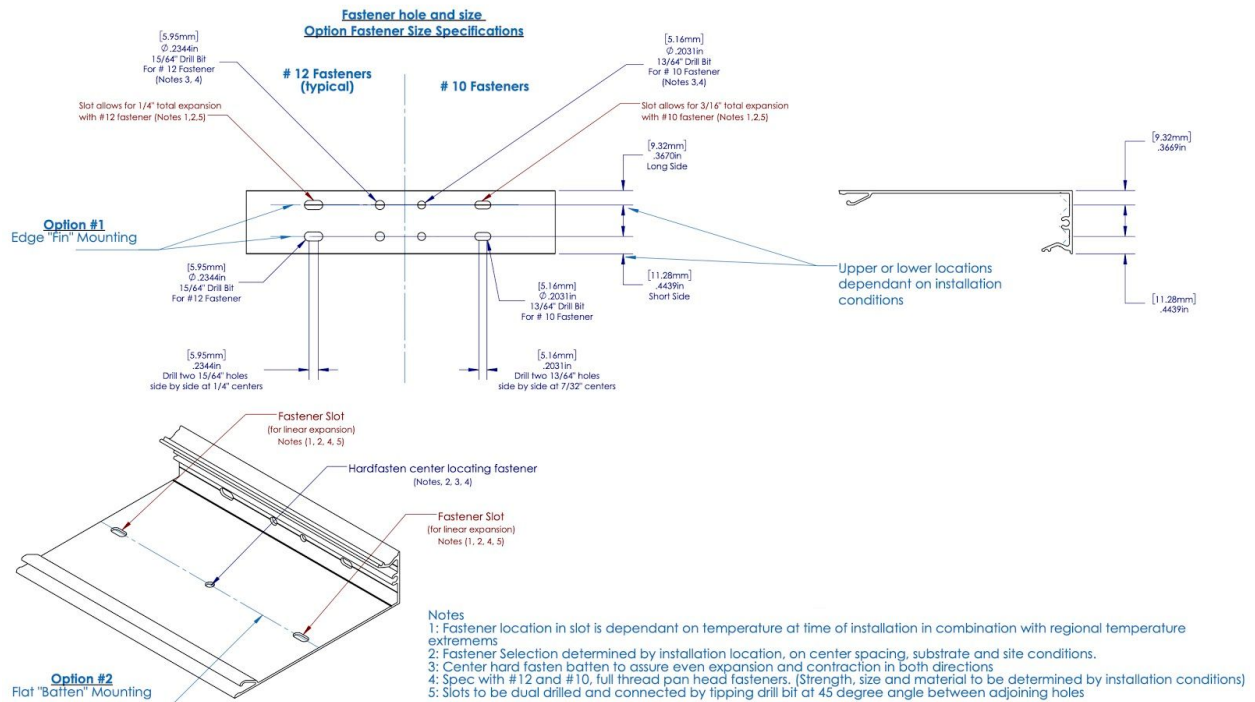 Fastener hole and size
Option Fastener Size Specifications
[5.95mm]
Ø.2344in
15/64" Drill Bit
For # 12 Fastener
(Notes 3, 4)
# 12 Fasteners
(typical)
# 10 Fasteners
[5.16mm]
Ø.2031in
13/64" Drill Bit
For # 10 Fastener
(Notes 3,4)
Slot allows for 1/4" total expansion
with #12 fastener (Notes 1,2,5)
Slot allows for 3/16" total expansion
with #10 fastener (Notes 1,2,5)
[9.32mm]
.3670in
Long Side
[9.32mm]
.3669in
Option #1
Edge "Fin" Mounting
[5.95mm]
Ø.2344in
15/64" Drill Bit
For #12 Fastener
[5.16mm]
Ø.2031in
13/64" Drill Bit
For # 10 Fastener
[11.28mm]
.4439in
Short Side
Upper or lower locations
dependant on installation
conditions
[11.28mm]
.4439in
[5.95mm]
.2344in
Drill two 15/64" holes
side by side at 1/4" centers
[5.16mm]
.2031in
Drill two 13/64" holes
side by side at 7/32" centers
Fastener Slot
(for linear expansion)
Notes (1, 2, 4, 5)
Hardfasten center locating fastener
(Notes, 2, 3, 4)
Fastener Slot
(for linear expansion)
Notes (1, 2, 4, 5)
Option #2
Flat "Batten" Mounting
Notes
1: Fastener location in slot is dependant on temperature at time of installation in combination with regional temperature
extremems
2: Fastener Selection determined by installation location, on center spacing, substrate and site conditions.
3: Center hard fasten batten to assure even expansion and contraction in both directions
4: Spec with #12 and #10, full thread pan head fasteners. (Strength, size and material to be determined by installation conditions)
5: Slots to be dual drilled and connected by tipping drill bit at 45 degree angle between adjoining holes